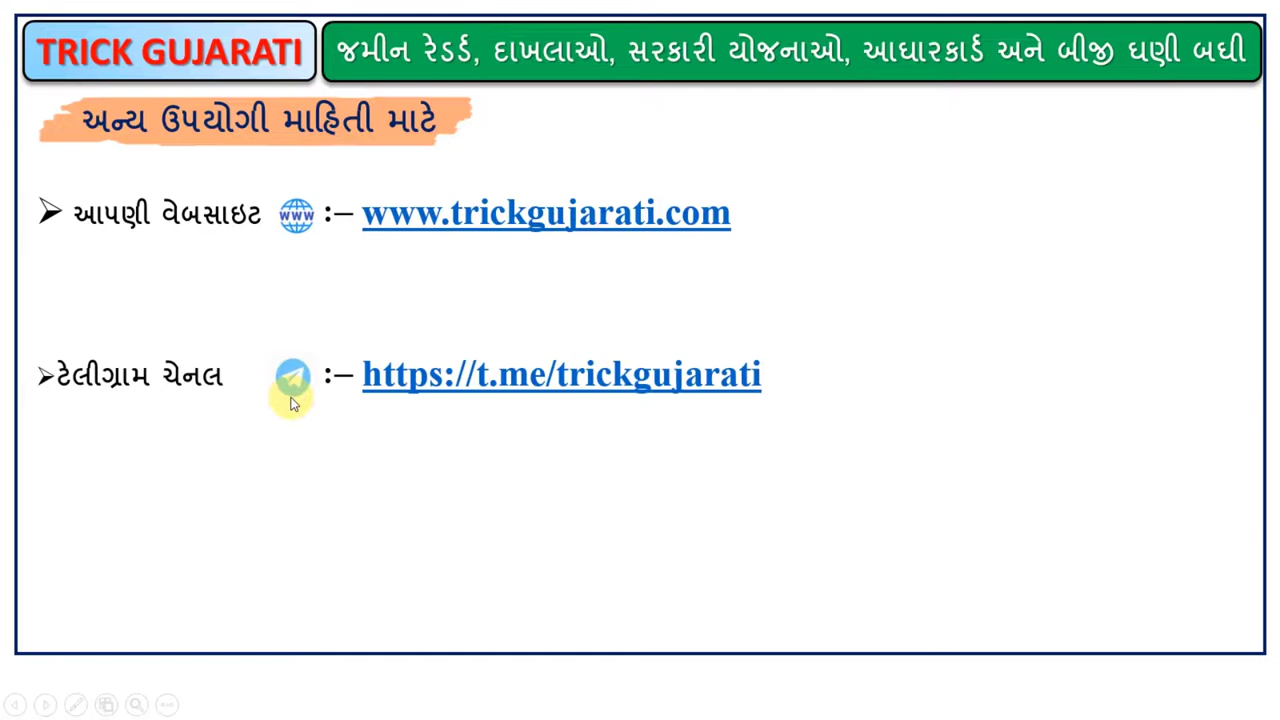 TRICK GUJARATI
જમીન રેડર્ડ, દાખલાઓ, સરકારી યોજનાઓ, આધારકાર્ડ અને બીજી ઘણી બધી
અન્ય ઉપયોગી માહિતી માટે
➢ આપણી વેબસાઇટ www :– www.trickgujarati.com
➢ ટેલીગ્રામ ચેનલ :– https://t.me/trickgujarati